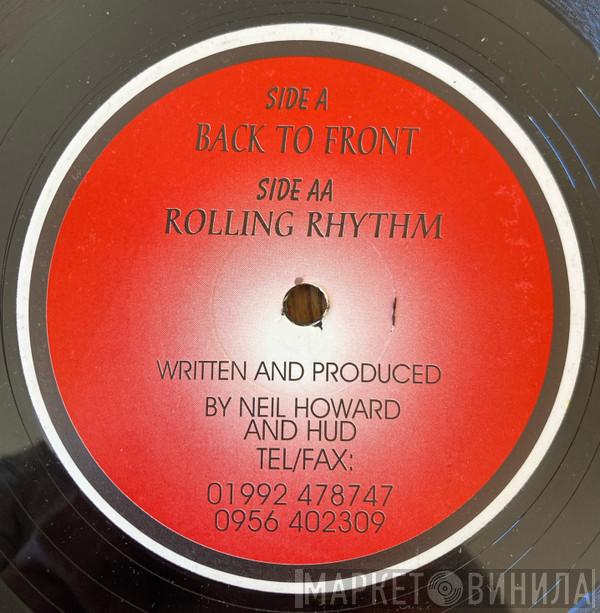 SIDE A
BACK TO FRONT
SIDE AA
ROLLING RHYTHM
WRITTEN AND PRODUCED
BY NEIL HOWARD
AND HUD
TEL/FAX:
01992 478747
0956 402309
МАРКЕТ ВИНИЛА